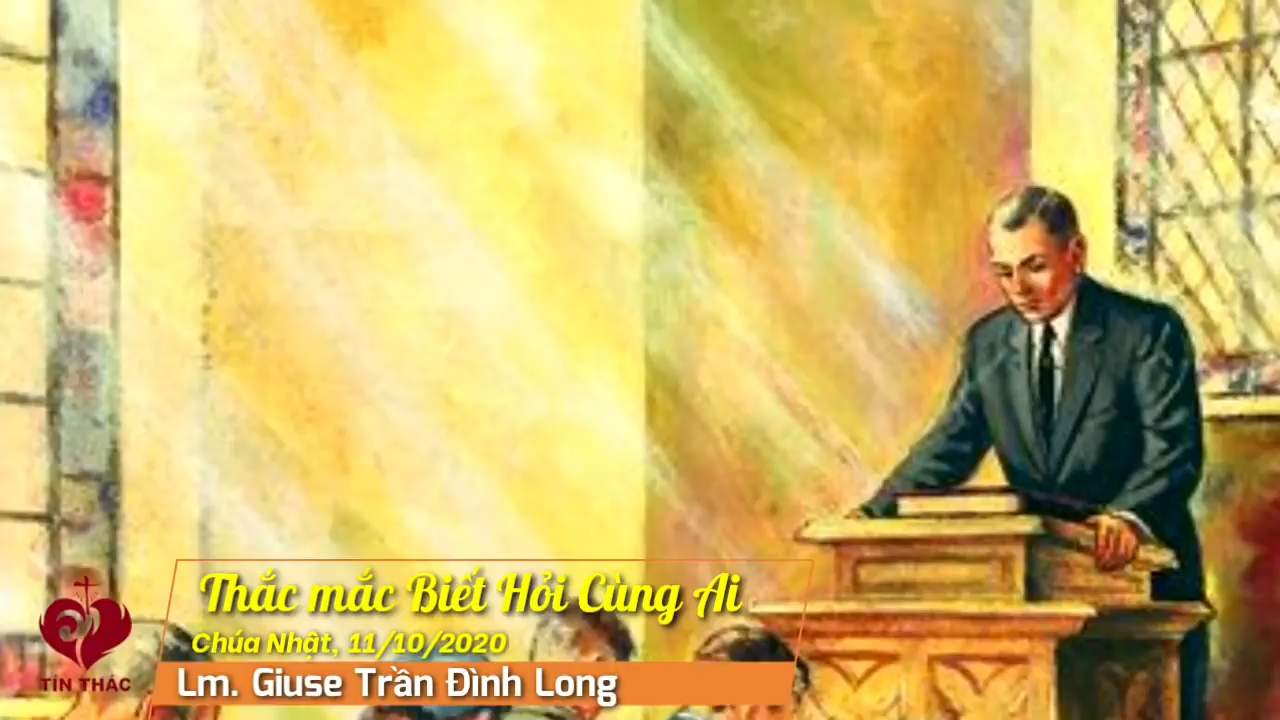 Thắc mắc Biết Hỏi Cùng Ai
Chúa Nhật, 11/10/2020
Lm. Giuse Trần Đình Long
TÍN THÁC